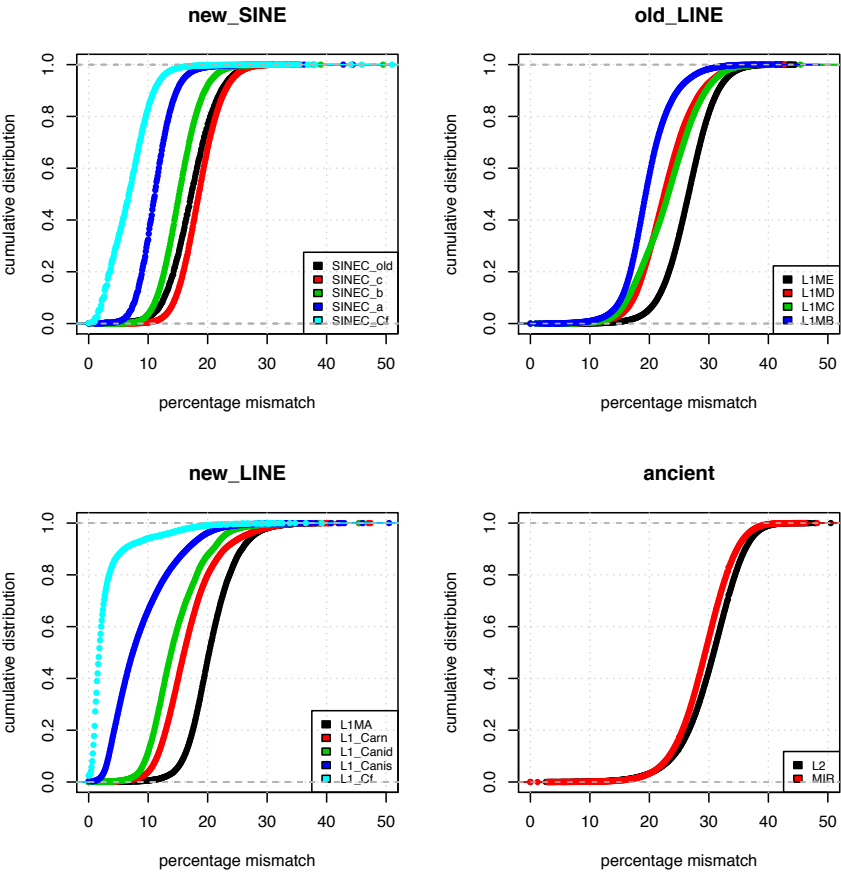 new_SINE
cumulative distribution
1.0
0.8
0.6
0.4
0.2
0.0
SINEC_old
SINEC_c
SINEC_b
SINEC_a
SINEC_Cf
0 10 20 30 40 50
percentage mismatch
old_LINE
cumulative distribution
1.0
0.8
0.6
0.4
0.2
0.0
L1ME
L1MD
L1MC
L1MB
0 10 20 30 40 50
percentage mismatch
new_LINE
cumulative distribution
1.0
0.8
0.6
0.4
0.2
0.0
L1MA
L1_Carn
L1_Canid
L1_Canis
L1_Cf
0 10 20 30 40 50
percentage mismatch
ancient
cumulative distribution
1.0
0.8
0.6
0.4
0.2
0.0
L2
MIR
0 10 20 30 40 50
percentage mismatch